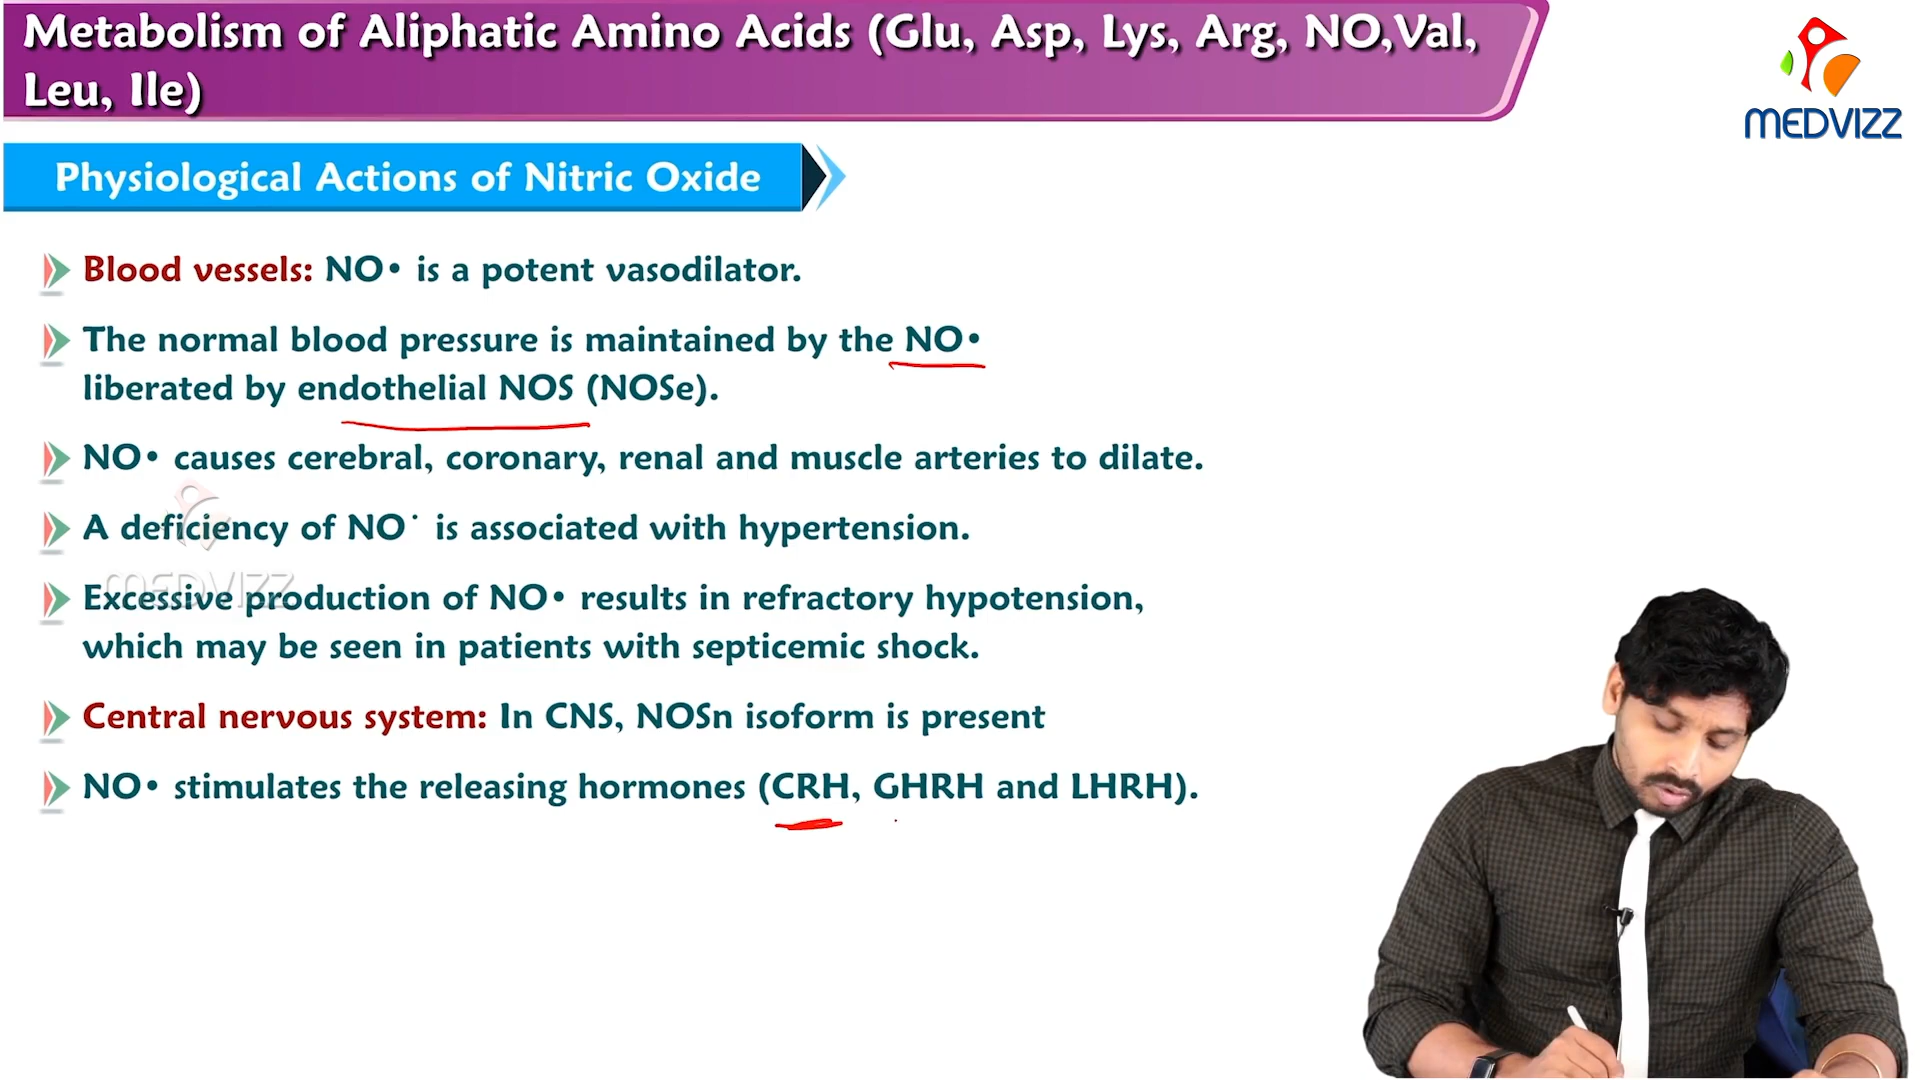 Metabolism of Aliphatic Amino Acids (Glu, Asp, Lys, Arg, NO,Val,
Leu, Ile)
MEDVIZZ
Physiological Actions of Nitric Oxide
Blood vessels: NO• is a potent vasodilator.
The normal blood pressure is maintained by the NO•
liberated by endothelial NOS (NOSe).
NO• causes cerebral, coronary, renal and muscle arteries to dilate.
A deficiency of NO˙ is associated with hypertension.
MEDVIZZ
Excessive production of NO• results in refractory hypotension,
which may be seen in patients with septicemic shock.
Central nervous system: In CNS, NOSn isoform is present
NO• stimulates the releasing hormones (CRH, GHRH and LHRH).